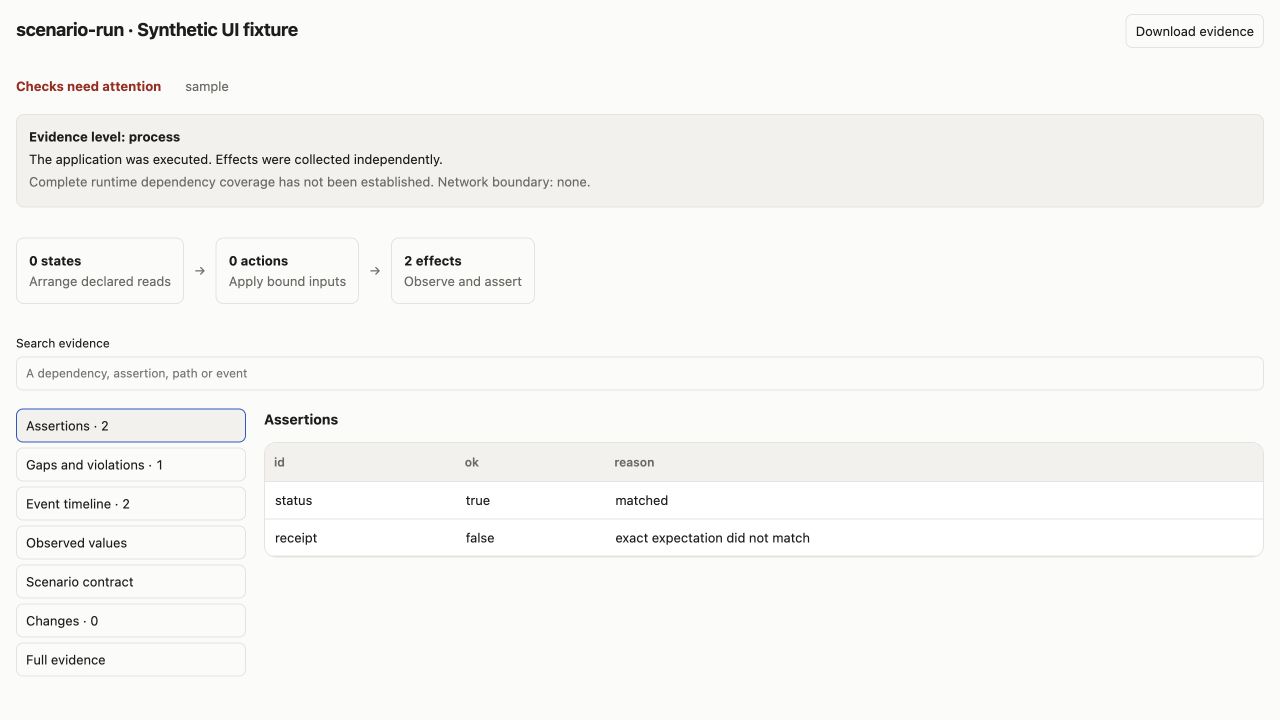 scenario-run · Synthetic UI fixture
Download evidence
Checks need attention
sample
Evidence level: process
The application was executed. Effects were collected independently.
Complete runtime dependency coverage has not been established. Network boundary: none.
0 states
Arrange declared reads
→
0 actions
Apply bound inputs
→
2 effects
Observe and assert
Search evidence
A dependency, assertion, path or event
Assertions · 2
Gaps and violations · 1
Event timeline · 2
Observed values
Scenario contract
Changes · 0
Full evidence
Assertions
id ok reason
status true matched
receipt false exact expectation did not match